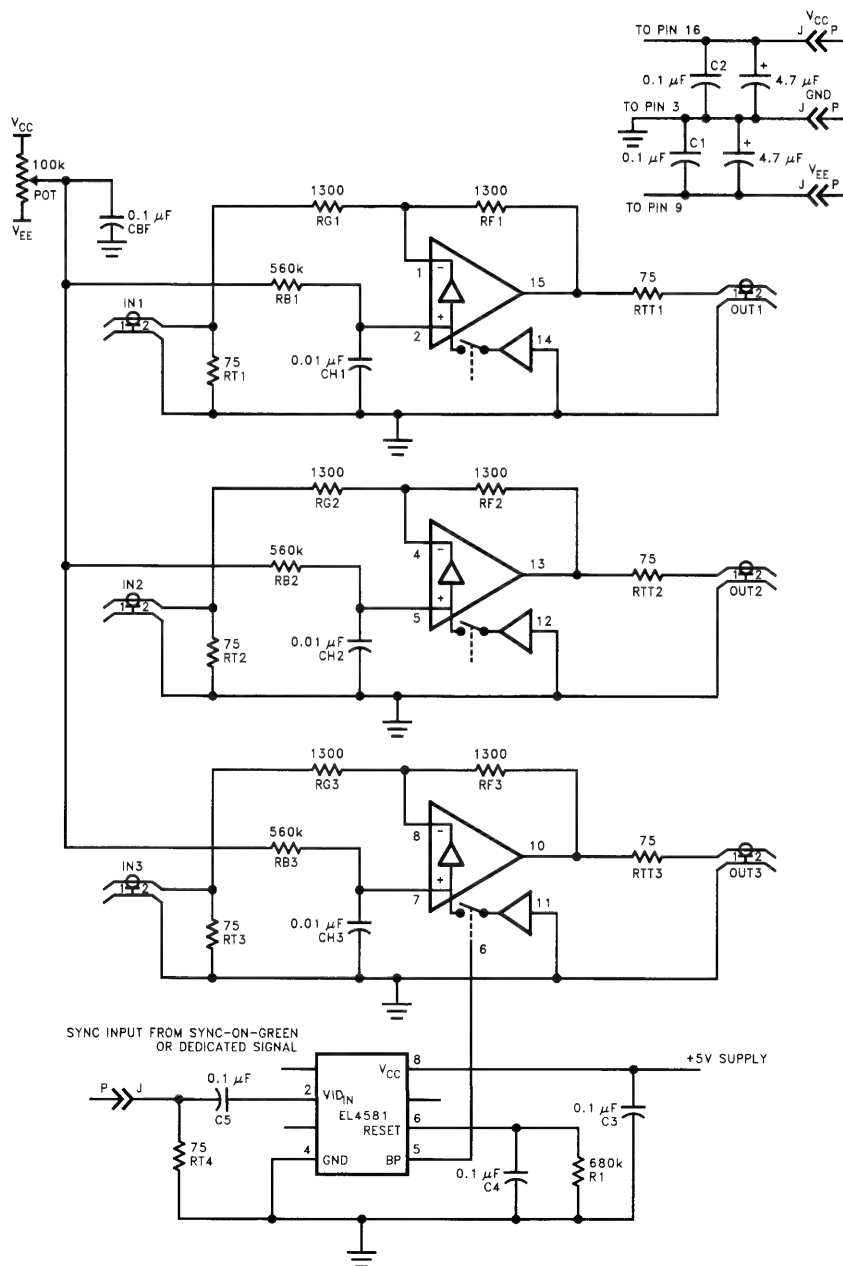 V_CC
TO PIN 16
J P
C2
+
0.1 µF
4.7 µF
GND
TO PIN 3
J P
C1
+
0.1 µF
4.7 µF
V_EE
J P
TO PIN 9
V_CC
100k
POT
V_EE
0.1 µF
CBF
1300
RG1
1300
RF1
560k
RB1
1
-
15
75
RTT1
1 2
OUT1
IN1
1 2
+
2
14
75
RT1
0.01 µF
CH1
1300
RG2
1300
RF2
560k
RB2
4
-
13
75
RTT2
1 2
OUT2
IN2
1 2
+
5
12
75
RT2
0.01 µF
CH2
1300
RG3
1300
RF3
560k
RB3
8
-
10
75
RTT3
1 2
OUT3
IN3
1 2
+
7
11
75
RT3
0.01 µF
CH3
6
SYNC INPUT FROM SYNC-ON-GREEN
OR DEDICATED SIGNAL
V_CC
8
+5V SUPPLY
P J
0.1 µF
C5
2
VID_IN
EL4581
RESET
6
0.1 µF
C3
75
RT4
4
GND
BP
5
0.1 µF
C4
680k
R1